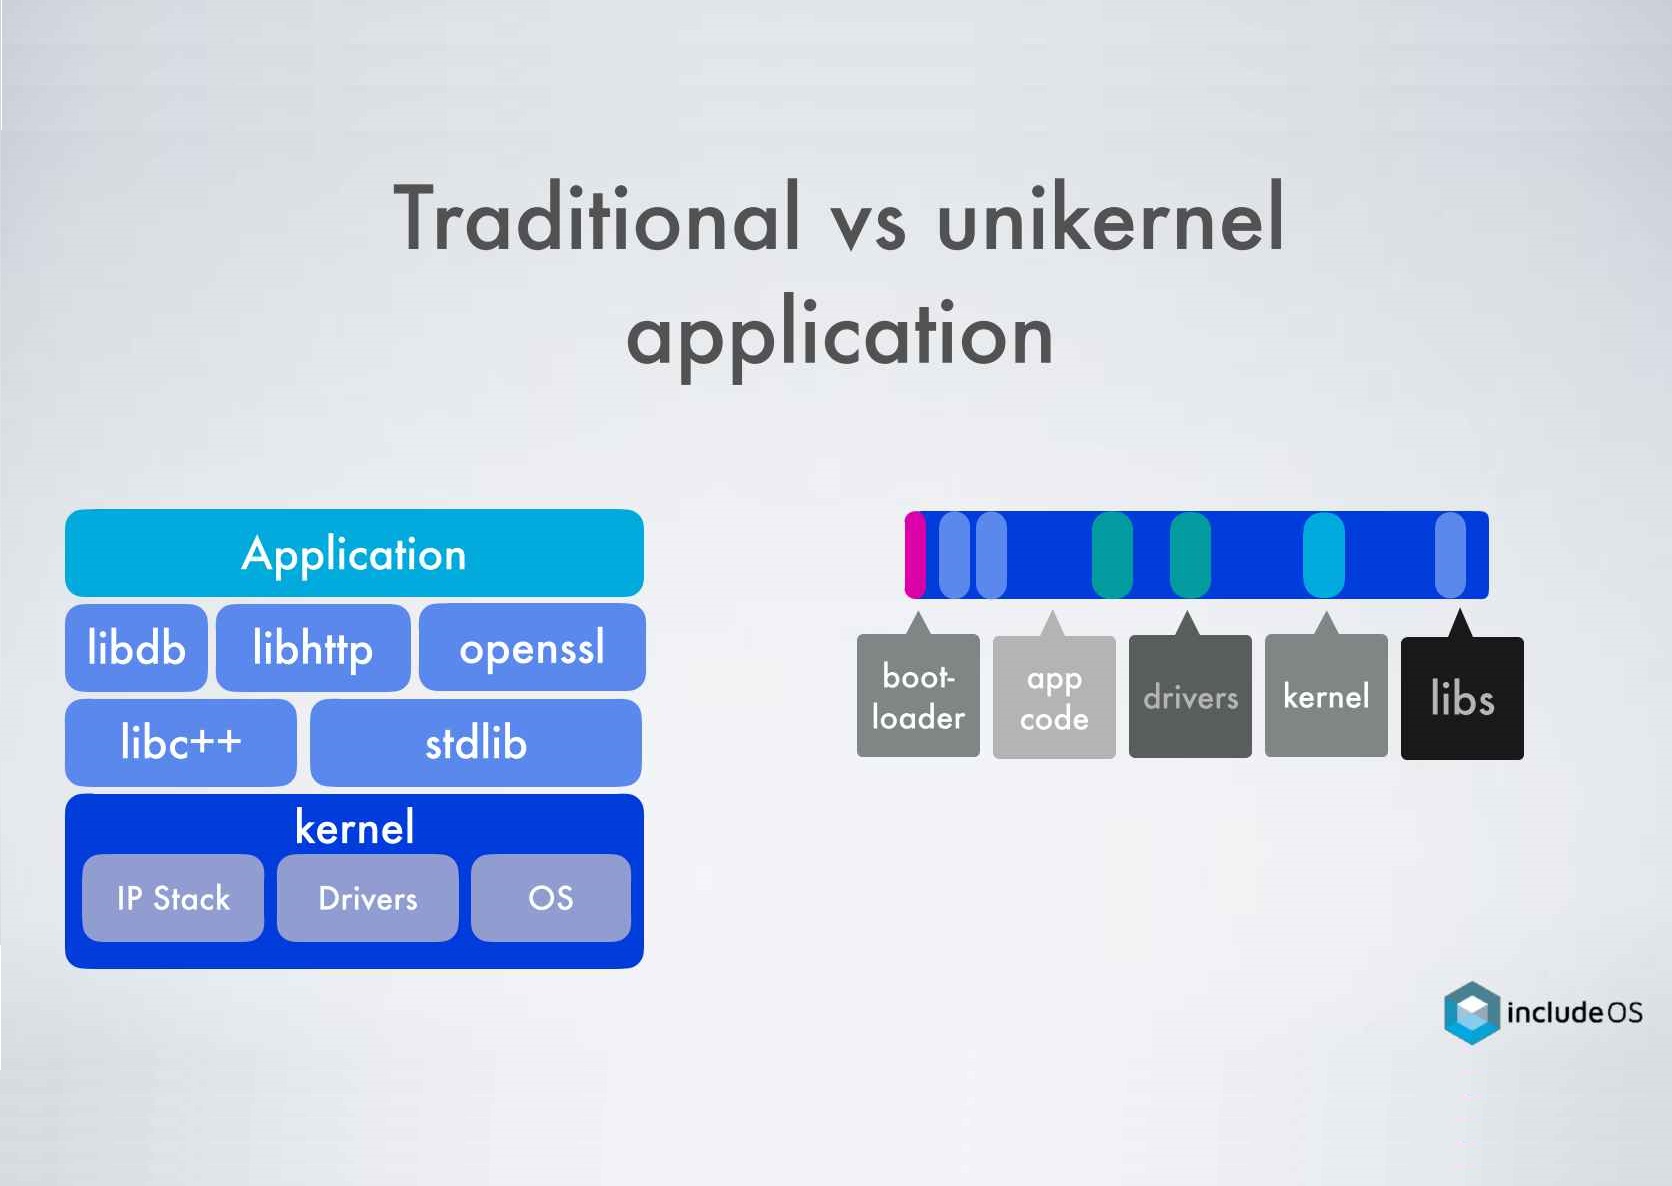 Traditional vs unikernel
application
Application
libdb
libhttp
openssl
libc++
stdlib
kernel
IP Stack
Drivers
OS
boot-
loader
app
code
drivers
kernel
libs
includeOS